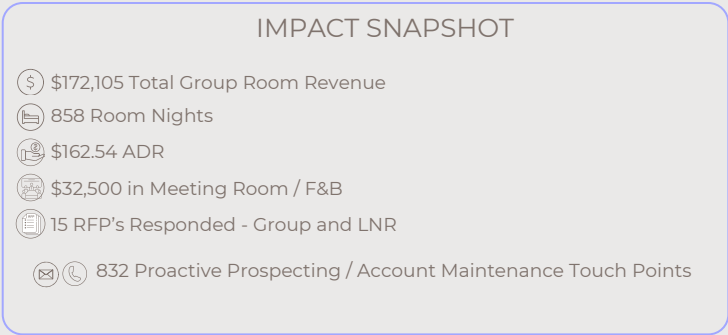 IMPACT SNAPSHOT
$172,105 Total Group Room Revenue
858 Room Nights
$162.54 ADR
$32,500 in Meeting Room / F&B
15 RFP's Responded - Group and LNR
832 Proactive Prospecting / Account Maintenance Touch Points